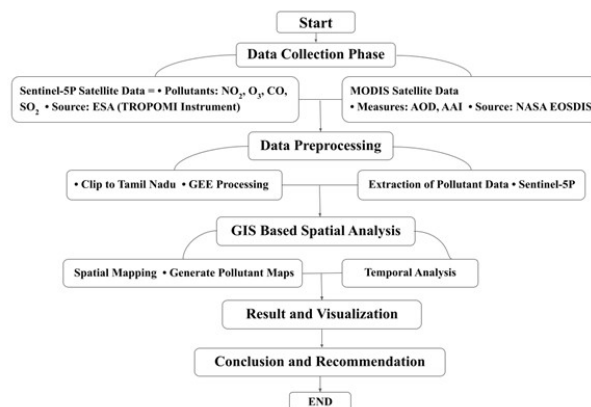 Start
Data Collection Phase
Sentinel-5P Satellite Data = • Pollutants: NO₂, O₃, CO,
SO₂ • Source: ESA (TROPOMI Instrument)
MODIS Satellite Data
• Measures: AOD, AAI • Source: NASA EOSDIS
Data Preprocessing
• Clip to Tamil Nadu • GEE Processing
Extraction of Pollutant Data • Sentinel-5P
GIS Based Spatial Analysis
Spatial Mapping • Generate Pollutant Maps
Temporal Analysis
Result and Visualization
Conclusion and Recommendation
END